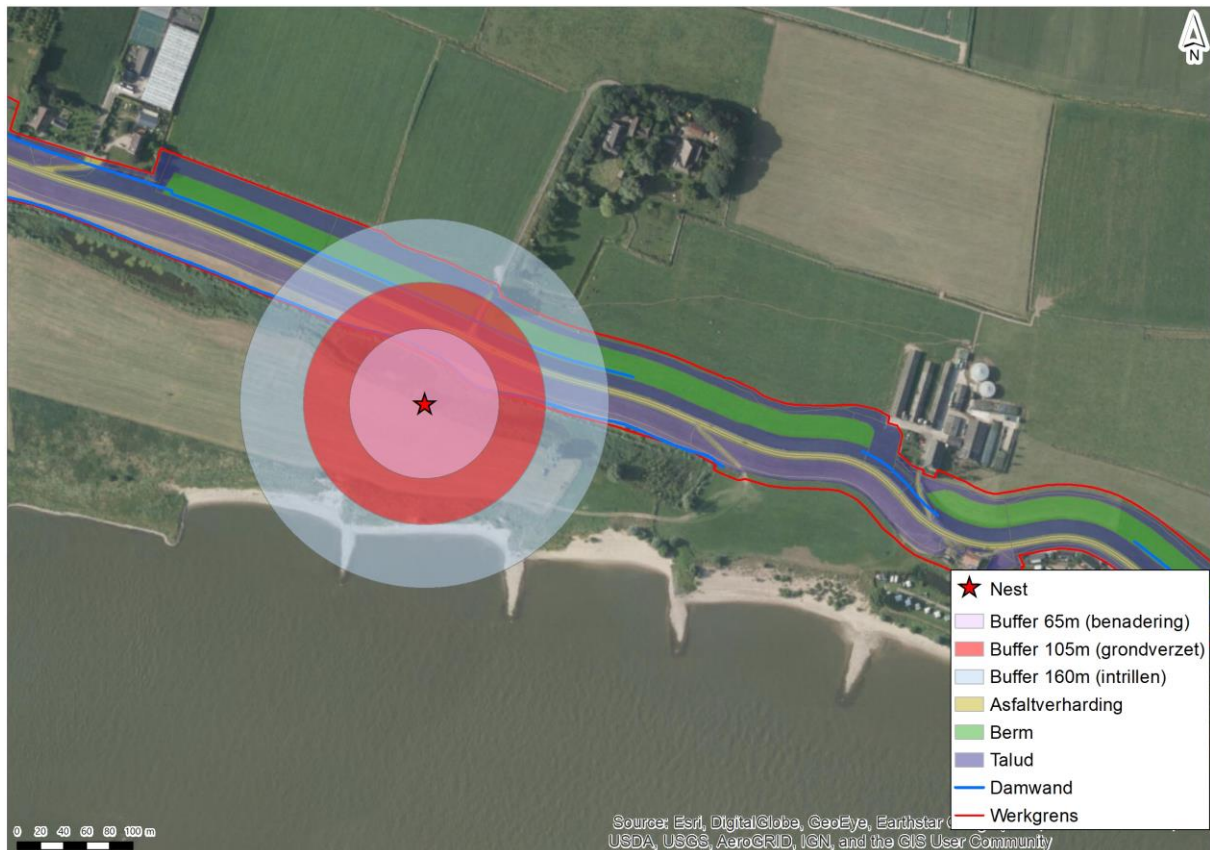 N
Nest
Buffer 65m (benadering)
Buffer 105m (grondverzet)
Buffer 160m (intrillen)
Asfaltverharding
Berm
Talud
Damwand
Werkgrens
0 20 40 60 80 100 m
Source: Esri, DigitalGlobe, GeoEye, Earthstar
USDA, USGS, AeroGRID, IGN, and the GIS User Community